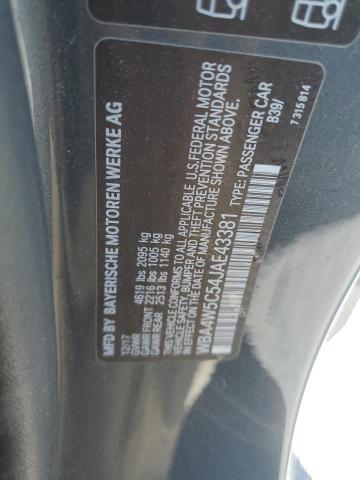 MFD BY BAYERISCHE MOTOREN WERKE AG
12/17
GVWR 4619 lbs 2095 kg
GAWR FRONT 2216 lbs 1005 kg
GAWR REAR 2513 lbs 1140 kg
THIS VEHICLE CONFORMS TO ALL APPLICABLE U.S.FEDERAL MOTOR
VEHICLE SAFETY, BUMPER AND THEFT PREVENTION STANDARDS
IN EFFECT ON THE DATE OF MANUFACTURE SHOWN ABOVE.
WBA4W5C54JAE43981 TYPE: PASSENGER CAR
B39/
7315814